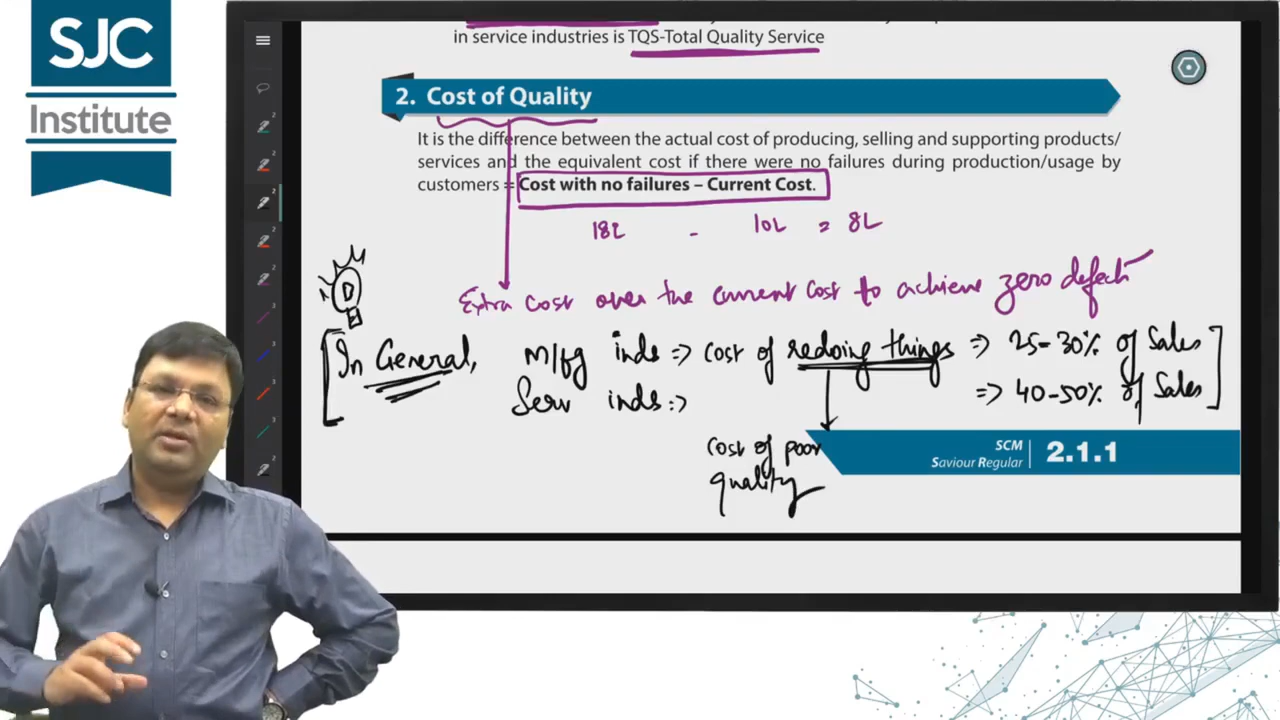 SJC
Institute
in service industries is TQS-Total Quality Service
2. Cost of Quality
It is the difference between the actual cost of producing, selling and supporting products/
services and the equivalent cost if there were no failures during production/usage by
customers = Cost with no failures – Current Cost.
18L - 10L = 8L
Extra cost over the current cost to achieve zero defect
In General, M/fg inds => cost of redoing things => 25-30% of Sales
Serv inds => => 40-50% of Sales
cost of poor
quality
SCM
Saviour Regular
2.1.1